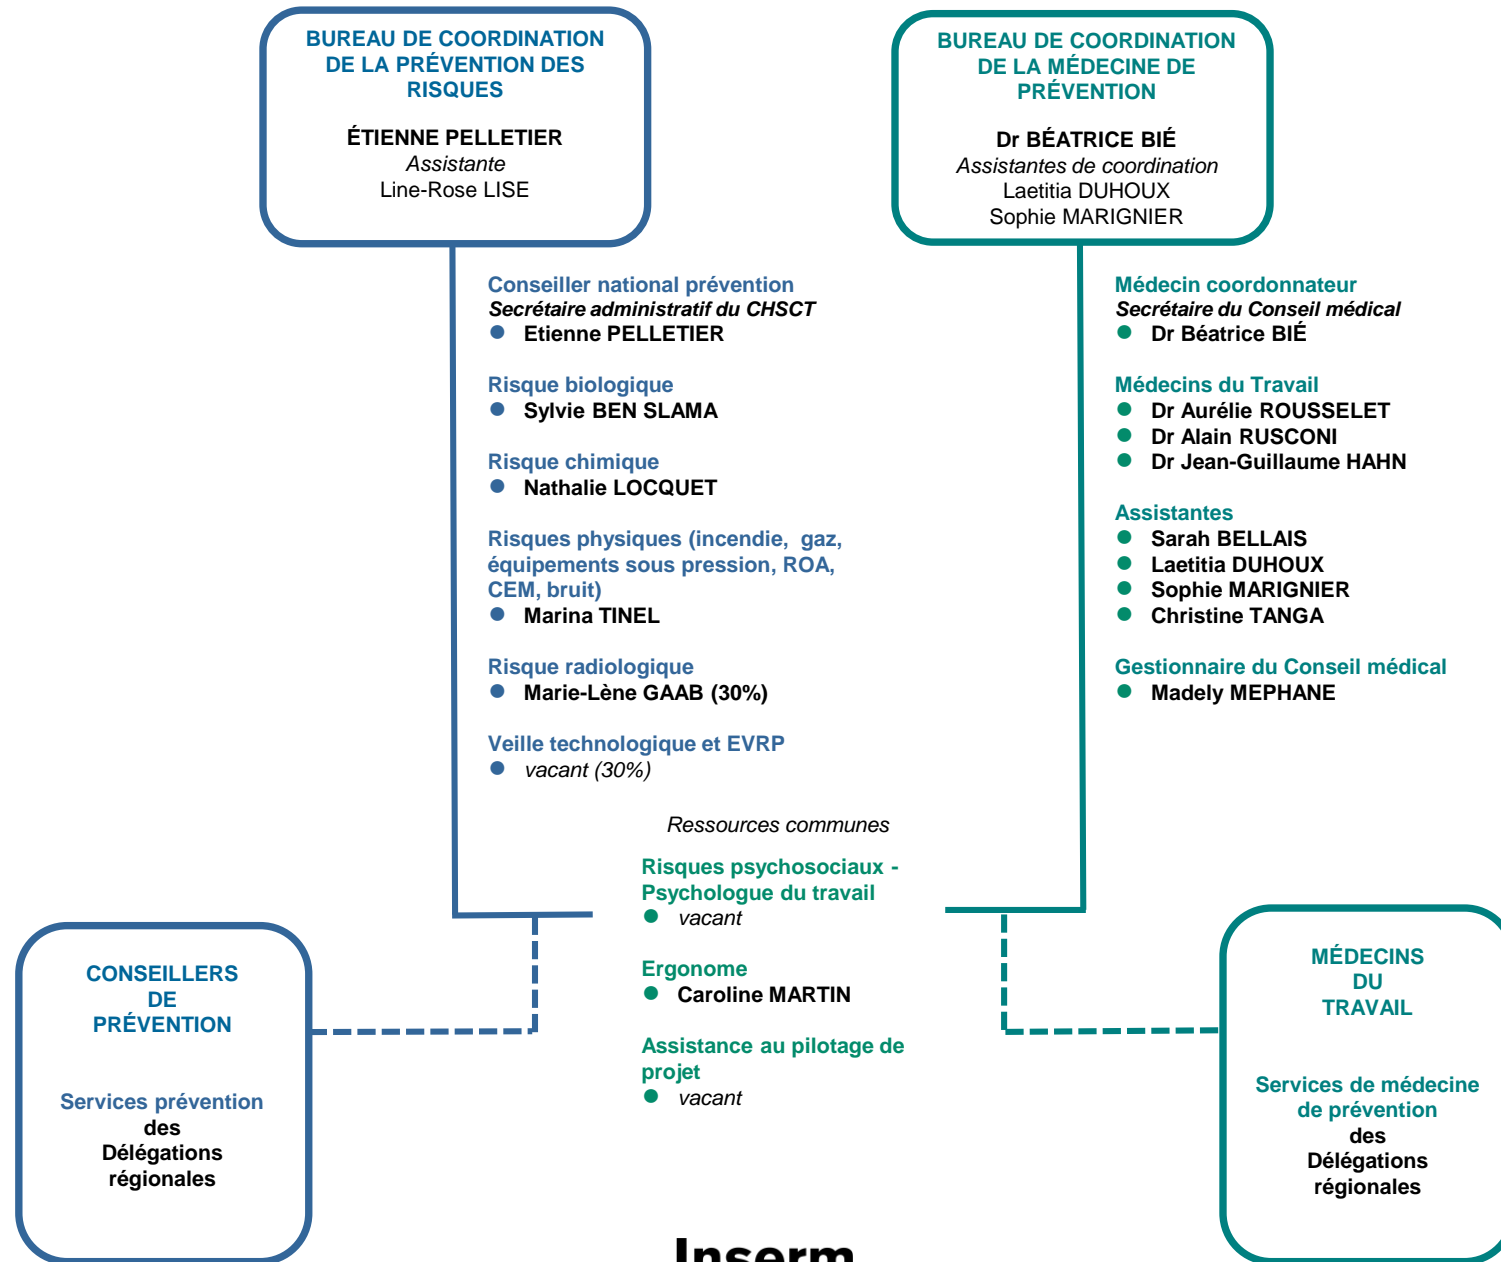 BUREAU DE COORDINATION
DE LA PRÉVENTION DES
RISQUES
ÉTIENNE PELLETIER
Assistante
Line-Rose LISE
BUREAU DE COORDINATION
DE LA MÉDECINE DE
PRÉVENTION
Dr BÉATRICE BIÉ
Assistantes de coordination
Laetitia DUHOUX
Sophie MARIGNIER
Conseiller national prévention
Secrétaire administratif du CHSCT
Etienne PELLETIER
Risque biologique
Sylvie BEN SLAMA
Risque chimique
Nathalie LOCQUET
Risques physiques (incendie, gaz,
équipements sous pression, ROA,
CEM, bruit)
Marina TINEL
Risque radiologique
Marie-Lène GAAB (30%)
Veille technologique et EVRP
vacant (30%)
Médecin coordonnateur
Secrétaire du Conseil médical
Dr Béatrice BIÉ
Médecins du Travail
Dr Aurélie ROUSSELET
Dr Alain RUSCONI
Dr Jean-Guillaume HAHN
Assistantes
Sarah BELLAIS
Laetitia DUHOUX
Sophie MARIGNIER
Christine TANGA
Gestionnaire du Conseil médical
Madely MEPHANE
Ressources communes
Risques psychosociaux -
Psychologue du travail
vacant
Ergonome
Caroline MARTIN
Assistance au pilotage de
projet
vacant
CONSEILLERS
DE
PRÉVENTION
Services prévention
des
Délégations
régionales
MÉDECINS
DU
TRAVAIL
Services de médecine
de prévention
des
Délégations
régionales
Inserm